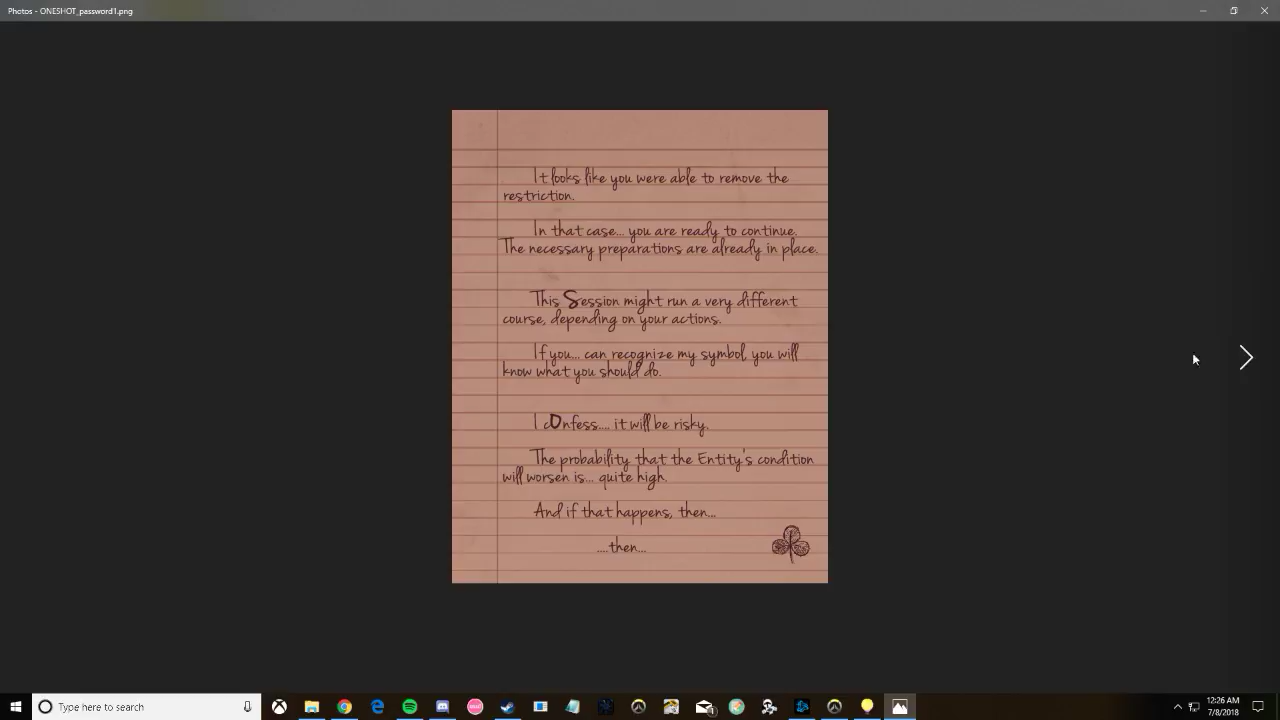 Photos - ONESHOT_password1.png
It looks like you were able to remove the
restriction.
In that case... you are ready to continue.
The necessary preparations are already in place.
This Session might run a very different
course, depending on your actions.
If you... can recognize my symbol, you will
know what you should do.
I cOnfess.... it will be risky.
The probability that the Entity's condition
will worsen is... quite high.
And if that happens, then...
....then...
Type here to search
12:26 AM
7/8/2018